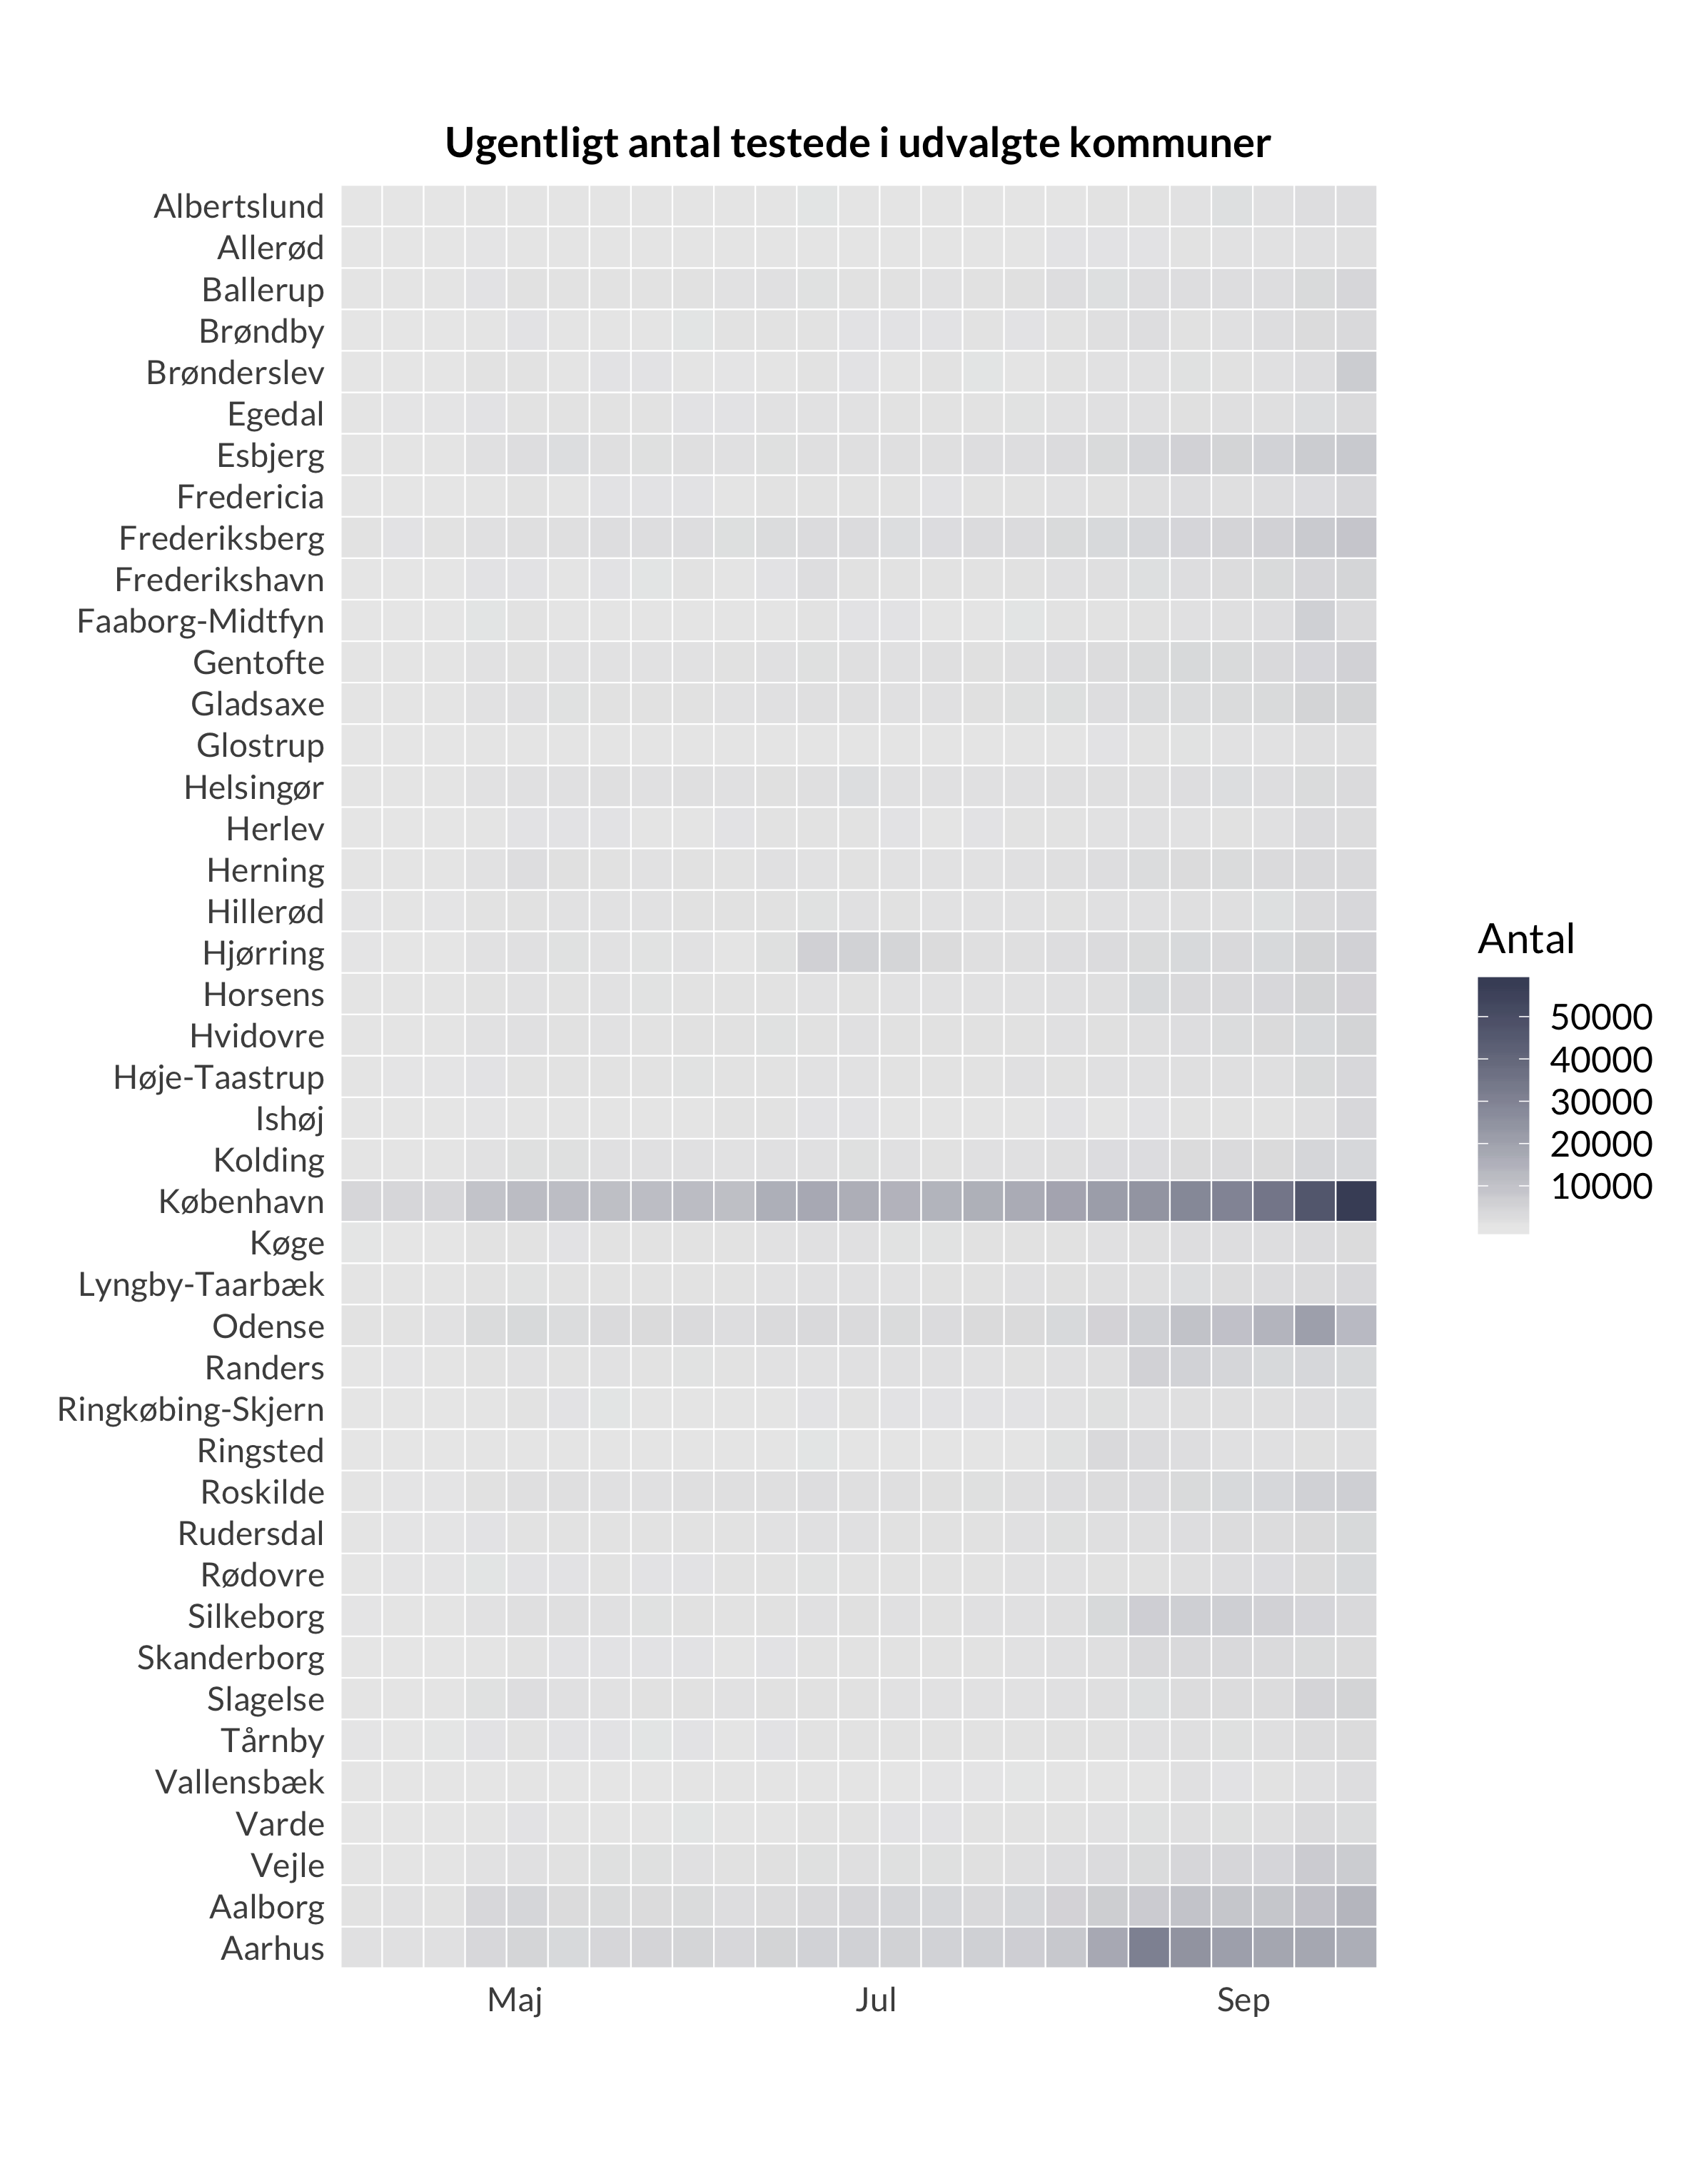 Ugentligt antal testede i udvalgte kommuner
Albertslund
Allerød
Ballerup
Brøndby
Brønderslev
Egedal
Esbjerg
Fredericia
Frederiksberg
Frederikshavn
Faaborg-Midtfyn
Gentofte
Gladsaxe
Glostrup
Helsingør
Herlev
Herning
Hillerød
Hjørring
Horsens
Hvidovre
Høje-Taastrup
Ishøj
Kolding
København
Køge
Lyngby-Taarbæk
Odense
Randers
Ringkøbing-Skjern
Ringsted
Roskilde
Rudersdal
Rødovre
Silkeborg
Skanderborg
Slagelse
Tårnby
Vallensbæk
Varde
Vejle
Aalborg
Aarhus
Maj Jul Sep
Antal
50000
40000
30000
20000
10000